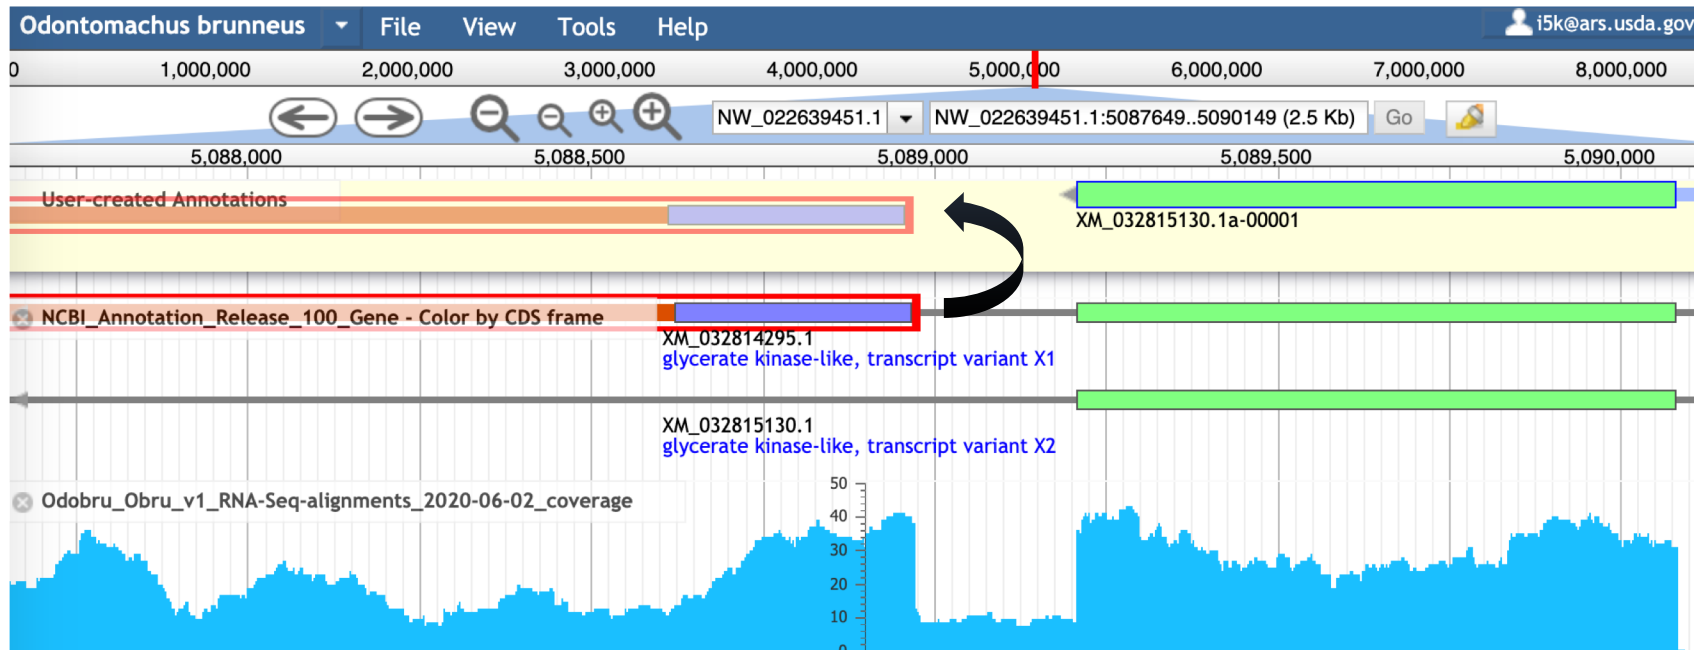 Odontomachus brunneus File View Tools Help i5k@ars.usda.gov
0 1,000,000 2,000,000 3,000,000 4,000,000 5,000,000 6,000,000 7,000,000 8,000,000
NW_022639451.1 NW_022639451.1:5087649..5090149 (2.5 Kb) Go
5,088,000 5,088,500 5,089,000 5,089,500 5,090,000
User-created Annotations
XM_032815130.1a-00001
NCBI_Annotation_Release_100_Gene - Color by CDS frame
XM_032814295.1
glycerate kinase-like, transcript variant X1
XM_032815130.1
glycerate kinase-like, transcript variant X2
Odobru_Obru_v1_RNA-Seq-alignments_2020-06-02_coverage
50
40
30
20
10
0